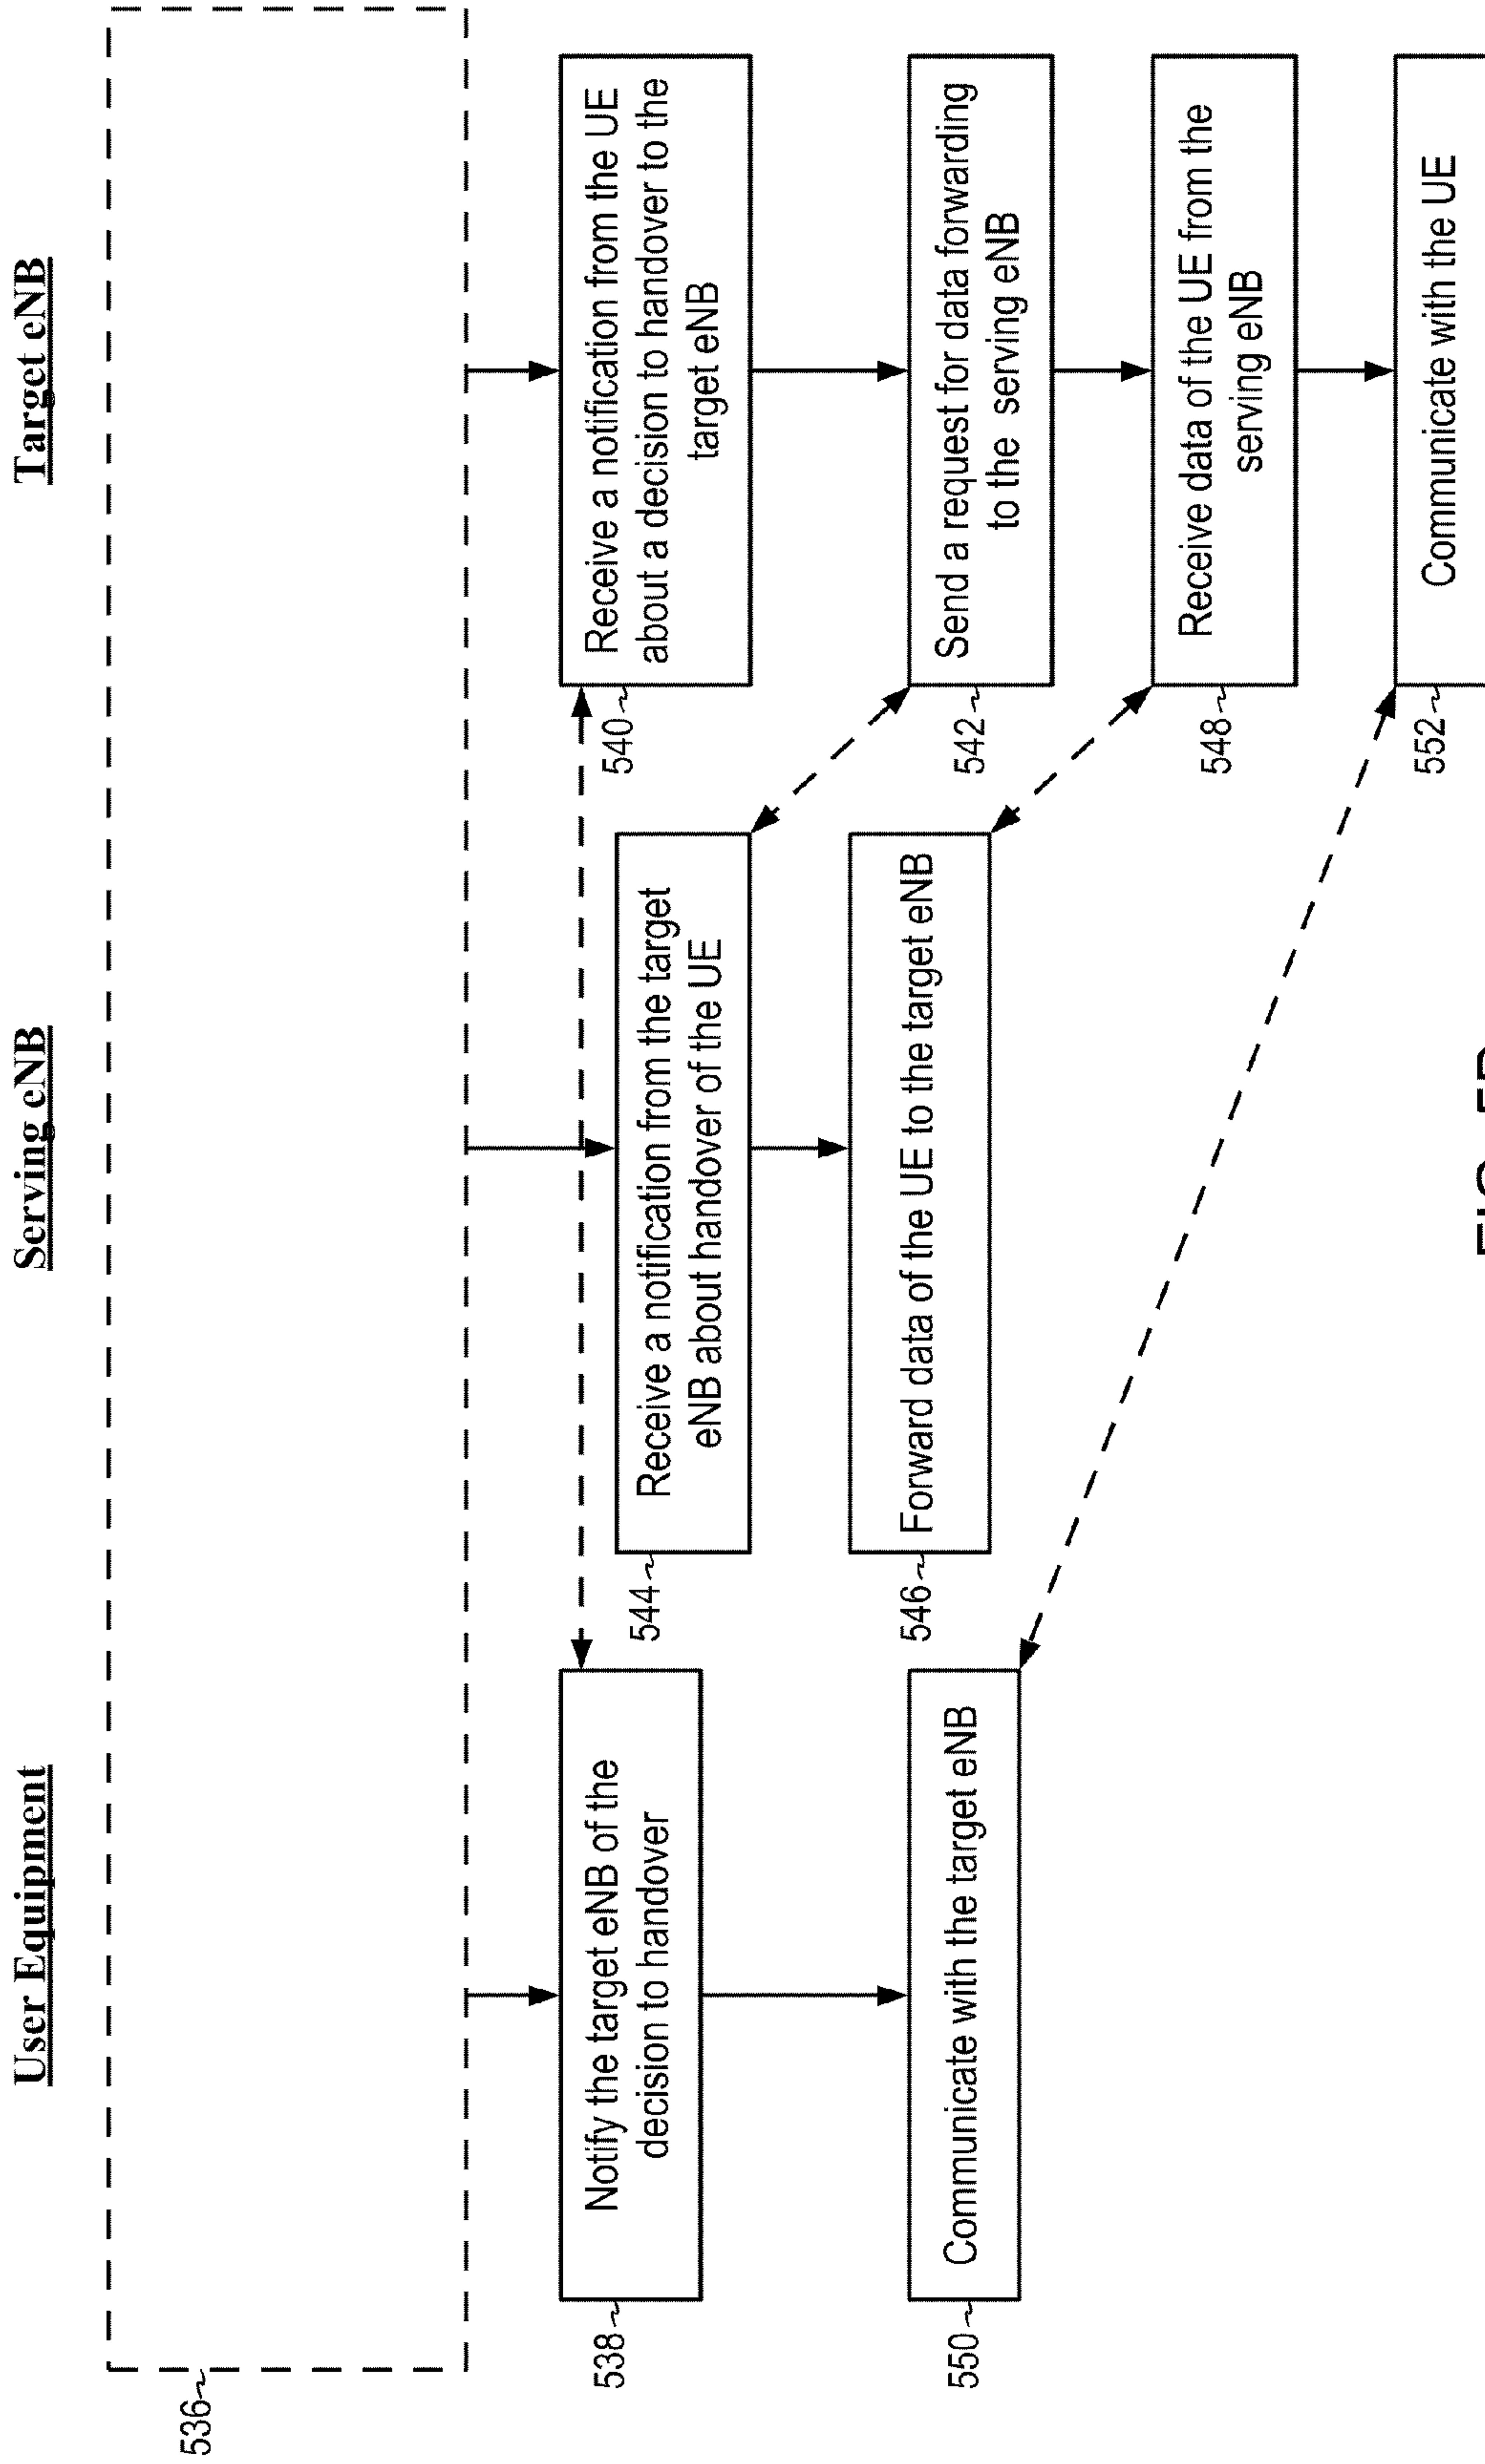 User Equipment
Serving eNB
Target eNB
536
538
Notify the target eNB of the
decision to handover
540
Receive a notification from the UE
about a decision to handover to the
target eNB
544
Receive a notification from the target
eNB about handover of the UE
542
Send a request for data forwarding
to the serving eNB
546
Forward data of the UE to the target eNB
548
Receive data of the UE from the
serving eNB
550
Communicate with the target eNB
552
Communicate with the UE